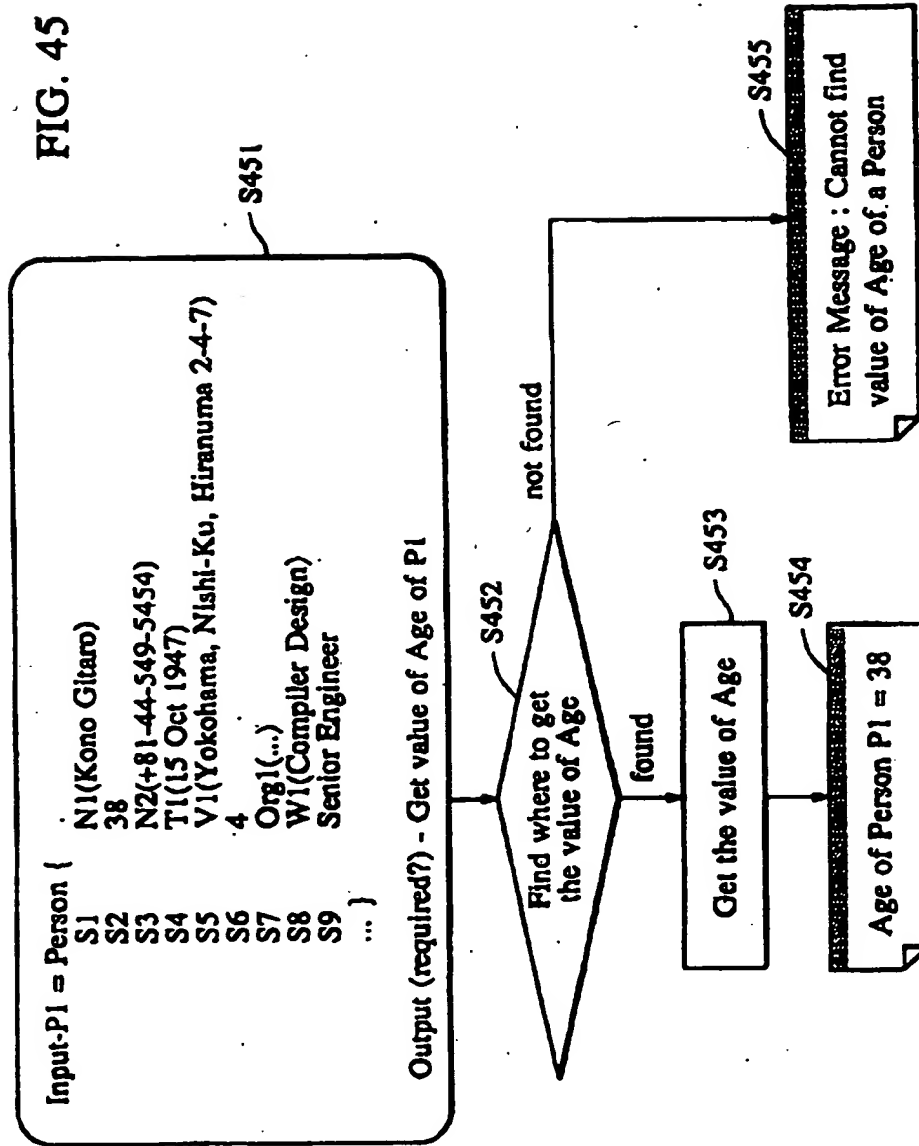 FIG. 45
S451
Input-P1 = Person {
S1 N1(Kono Gitaro)
S2 38
S3 N2(+81-44-549-5454)
S4 T1(15 Oct 1947)
S5 V1(Yokohama, Nishi-Ku, Hiranuma 2-4-7)
S6 4
S7 Org1(...)
S8 W1(Compiler Design)
S9 Senior Engineer
... }
Output (required?) - Get value of Age of P1
S452
Find where to get
the value of Age
not found
found
S453
Get the value of Age
S454
Age of Person P1 = 38
S455
Error Message : Cannot find
value of Age of a Person